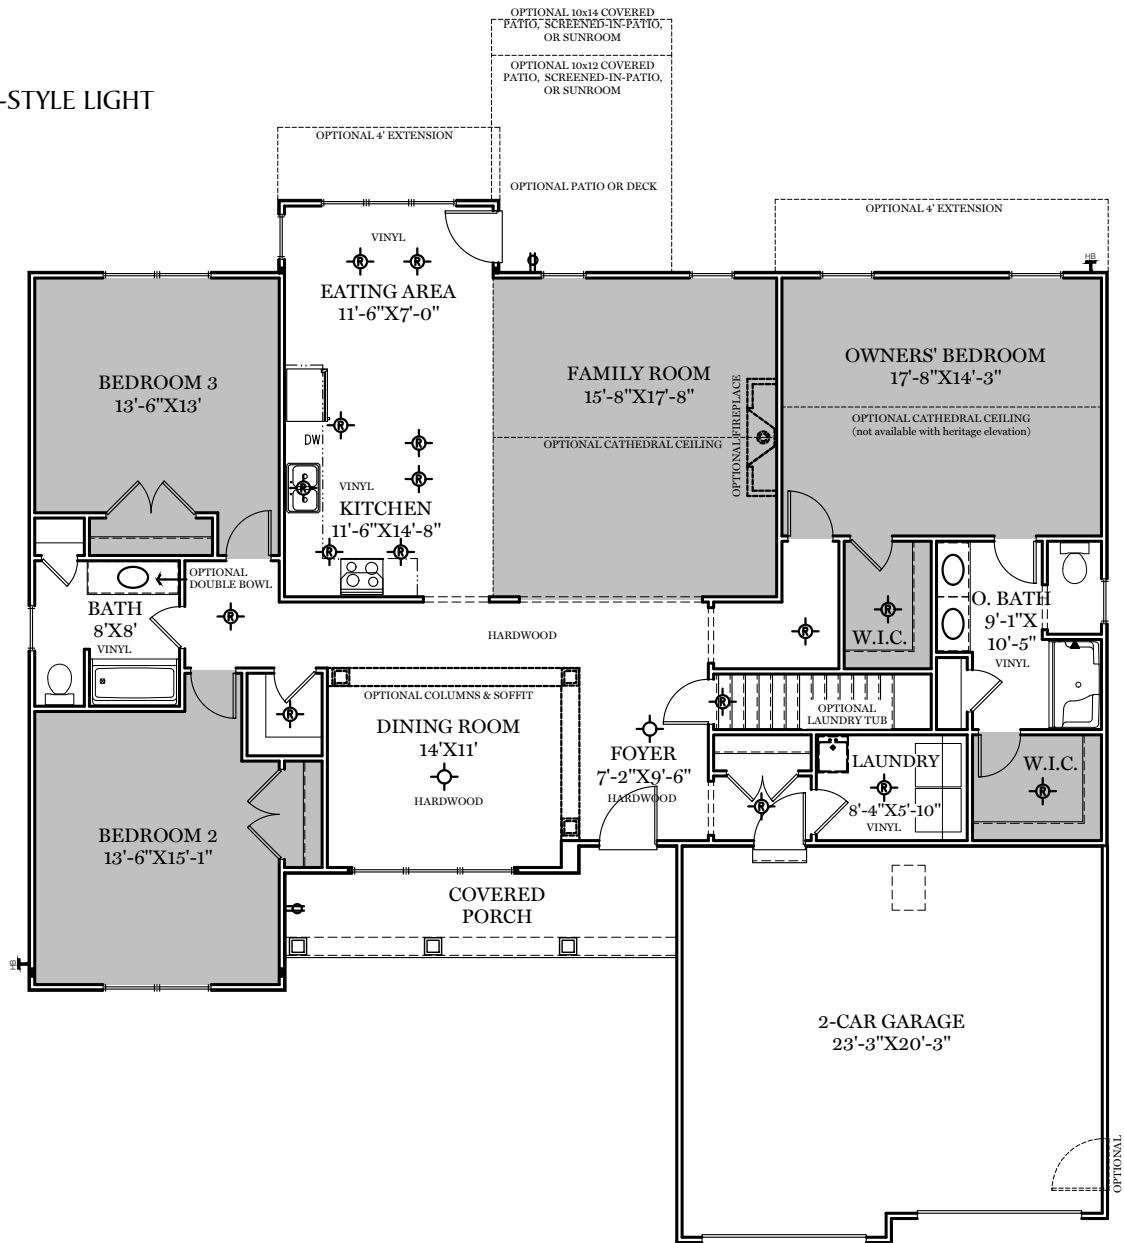 OPTIONAL 10x14 COVERED
PATIO, SCREENED-IN-PATIO,
OR SUNROOM
OPTIONAL 10x12 COVERED
PATIO, SCREENED-IN-PATIO,
OR SUNROOM
-STYLE LIGHT
OPTIONAL 4' EXTENSION
OPTIONAL PATIO OR DECK
OPTIONAL 4' EXTENSION
VINYL
R
R
HB
EATING AREA
11'-6"X7'-0"
BEDROOM 3
13'-6"X13'
FAMILY ROOM
15'-8"X17'-8"
OWNERS' BEDROOM
17'-8"X14'-3"
OPTIONAL FIREPLACE
OPTIONAL CATHEDRAL CEILING
(not available with heritage elevation)
R
DW
R
OPTIONAL CATHEDRAL CEILING
R
R
VINYL
KITCHEN
11'-6"X14'-8"
R
R
OPTIONAL
DOUBLE BOWL
BATH
8'X8'
VINYL
R
HARDWOOD
R
R
W.I.C.
O. BATH
9'-1"X
10'-5"
VINYL
OPTIONAL COLUMNS & SOFFIT
R
DINING ROOM
14'X11'
HARDWOOD
R
OPTIONAL
LAUNDRY TUB
FOYER
7'-2"X9'-6"
HARDWOOD
R
LAUNDRY
R
8'-4"X5'-10"
VINYL
W.I.C.
R
BEDROOM 2
13'-6"X15'-1"
COVERED
PORCH
HB
2-CAR GARAGE
23'-3"X20'-3"
OPTIONAL